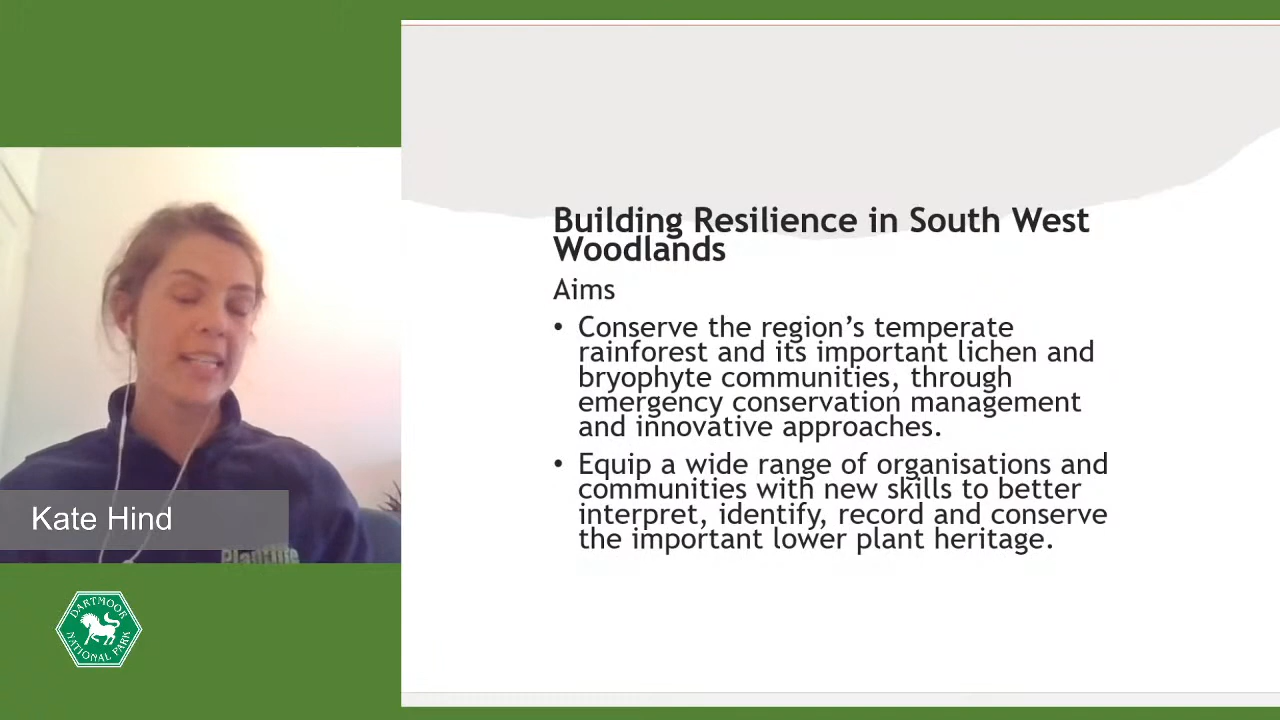 Building Resilience in South West
Woodlands
Aims
• Conserve the region’s temperate
rainforest and its important lichen and
bryophyte communities, through
emergency conservation management
and innovative approaches.
• Equip a wide range of organisations and
communities with new skills to better
interpret, identify, record and conserve
the important lower plant heritage.
Kate Hind
Plantlife
DARTMOOR
NATIONAL PARK